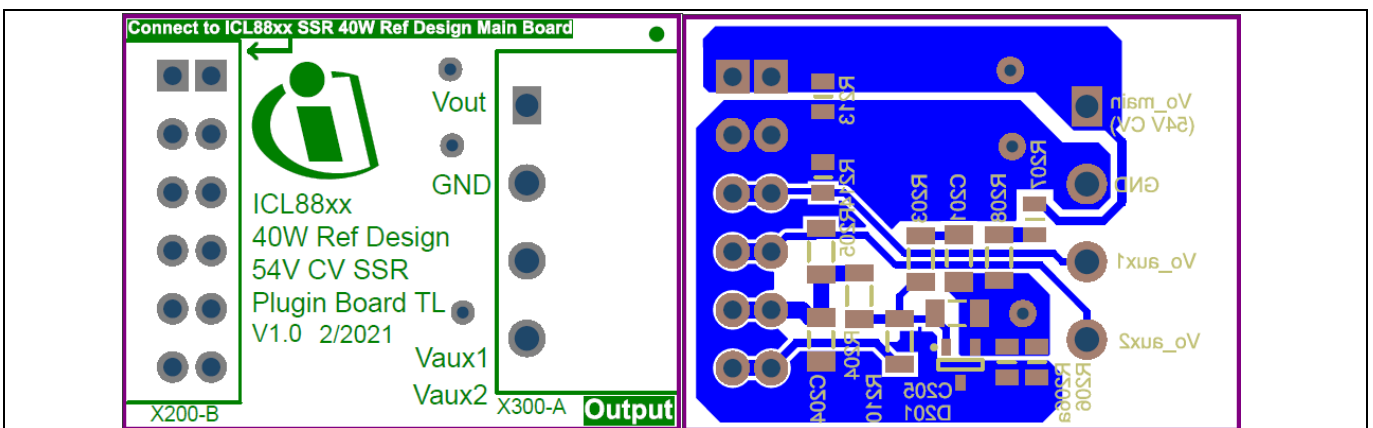 Connect to ICL88xx SSR 40W Ref Design Main Board
Vout
GND
ICL88xx
40W Ref Design
54V CV SSR
Plugin Board TL
V1.0 2/2021
Vaux1
Vaux2
X200-B
X300-A
Output
R213
Vo_main
(54V CV)
R207
GND
R203
C201
R208
R205
Vo_aux1
Vo_aux2
R204
C204
R210
C205
D201
R206
R206a